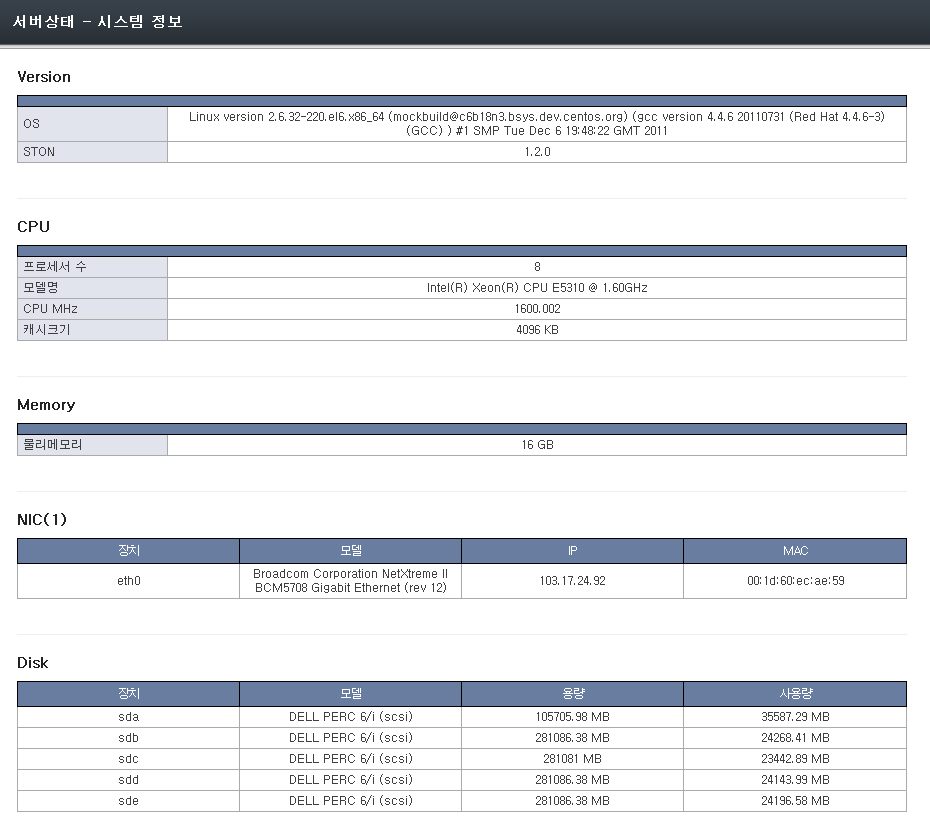 서버상태 - 시스템 정보
Version
OS Linux version 2.6.32-220.el6.x86_64 (mockbuild@c6b18n3.bsys.dev.centos.org) (gcc version 4.4.6 20110731 (Red Hat 4.4.6-3)
(GCC) ) #1 SMP Tue Dec 6 19:48:22 GMT 2011
STON 1.2.0
CPU
프로세서 수 8
모델명 Intel(R) Xeon(R) CPU E5310 @ 1.60GHz
CPU MHz 1600.002
캐시크기 4096 KB
Memory
물리메모리 16 GB
NIC(1)
장치 모델 IP MAC
eth0 Broadcom Corporation NetXtreme II
BCM5708 Gigabit Ethernet (rev 12) 103.17.24.92 00:1d:60:ec:ae:59
Disk
장치 모델 용량 사용량
sda DELL PERC 6/i (scsi) 105705.98 MB 35587.29 MB
sdb DELL PERC 6/i (scsi) 281086.38 MB 24268.41 MB
sdc DELL PERC 6/i (scsi) 281081 MB 23442.89 MB
sdd DELL PERC 6/i (scsi) 281086.38 MB 24143.99 MB
sde DELL PERC 6/i (scsi) 281086.38 MB 24196.58 MB